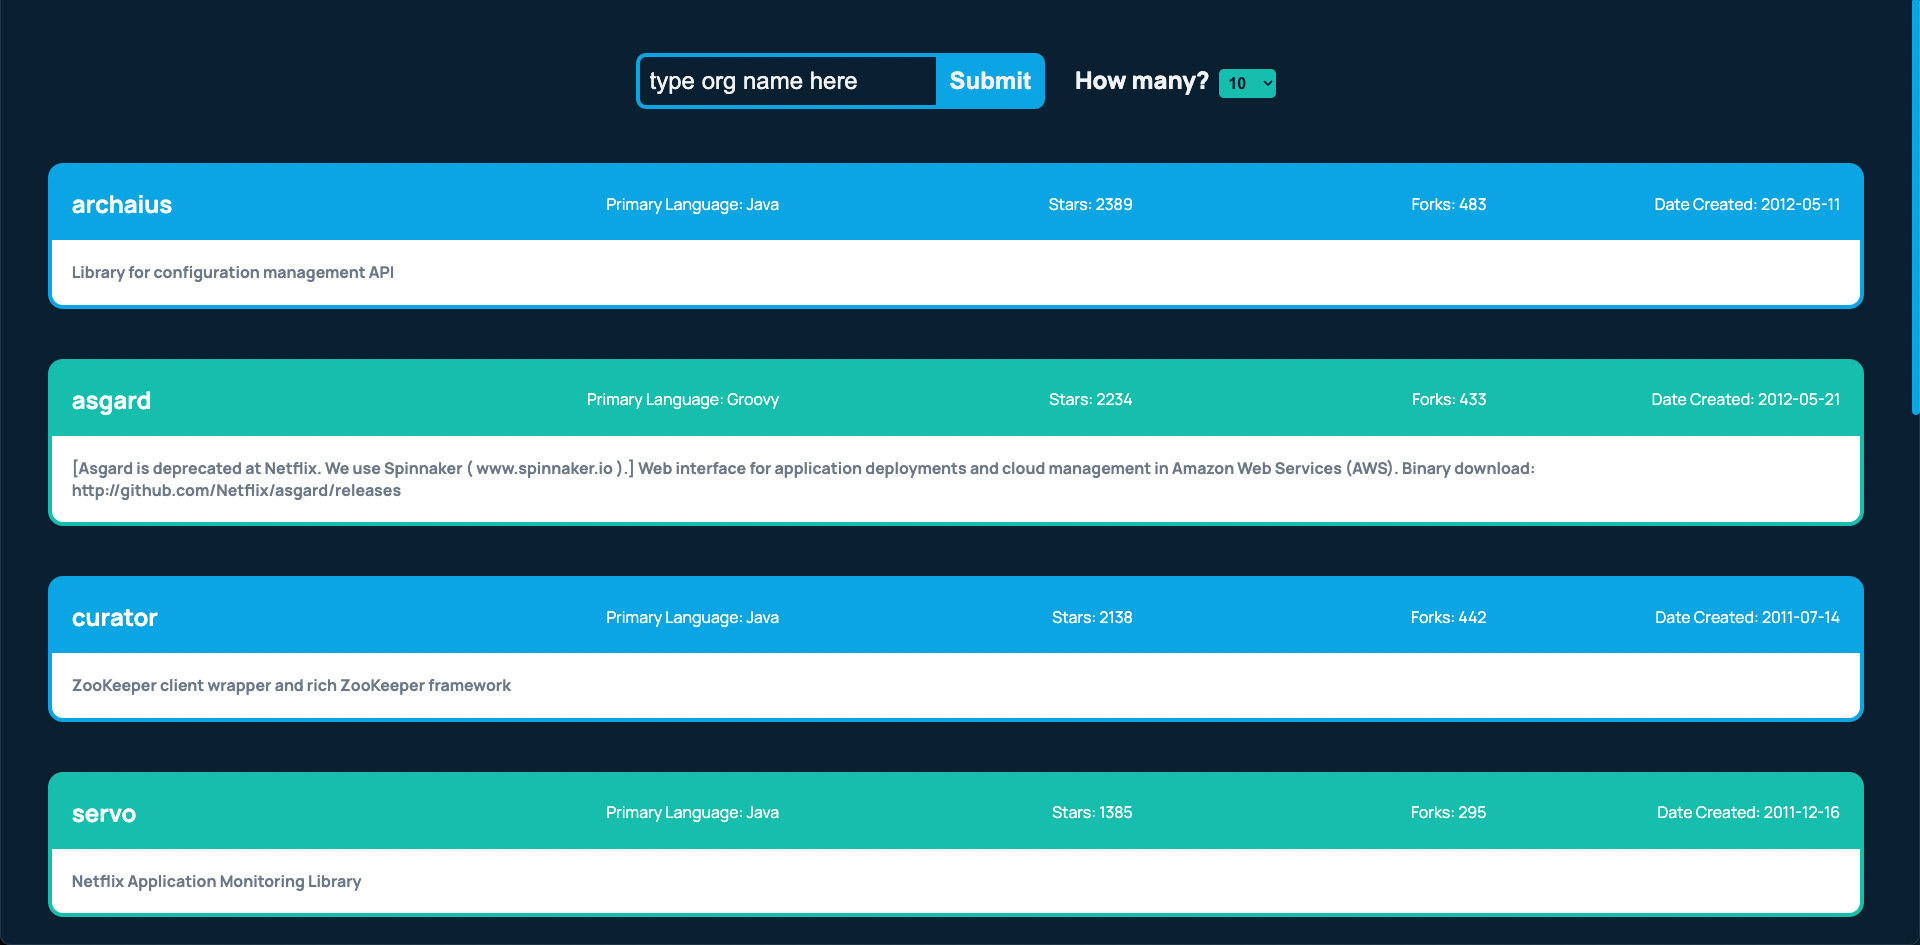 type org name here Submit How many? 10
archaius Primary Language: Java Stars: 2389 Forks: 483 Date Created: 2012-05-11
Library for configuration management API
asgard Primary Language: Groovy Stars: 2234 Forks: 433 Date Created: 2012-05-21
[Asgard is deprecated at Netflix. We use Spinnaker ( www.spinnaker.io ).] Web interface for application deployments and cloud management in Amazon Web Services (AWS). Binary download:
http://github.com/Netflix/asgard/releases
curator Primary Language: Java Stars: 2138 Forks: 442 Date Created: 2011-07-14
ZooKeeper client wrapper and rich ZooKeeper framework
servo Primary Language: Java Stars: 1385 Forks: 295 Date Created: 2011-12-16
Netflix Application Monitoring Library